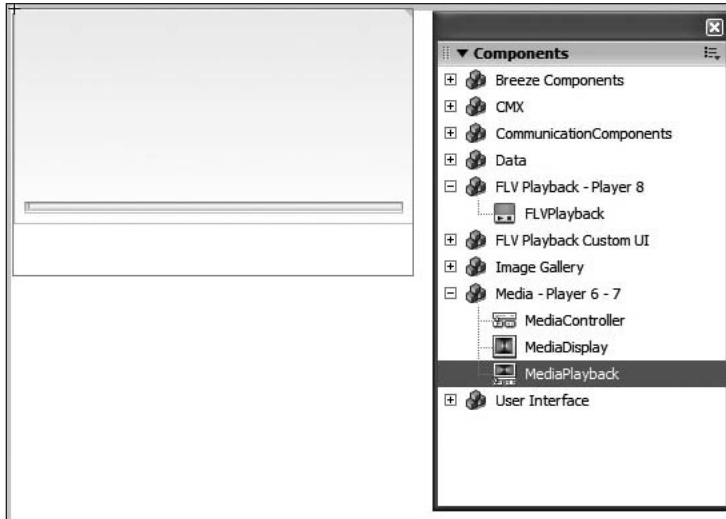 Components
Breeze Components
CMX
CommunicationComponents
Data
FLV Playback - Player 8
FLVPlayback
FLV Playback Custom UI
Image Gallery
Media - Player 6 - 7
MediaController
MediaDisplay
MediaPlayback
User Interface